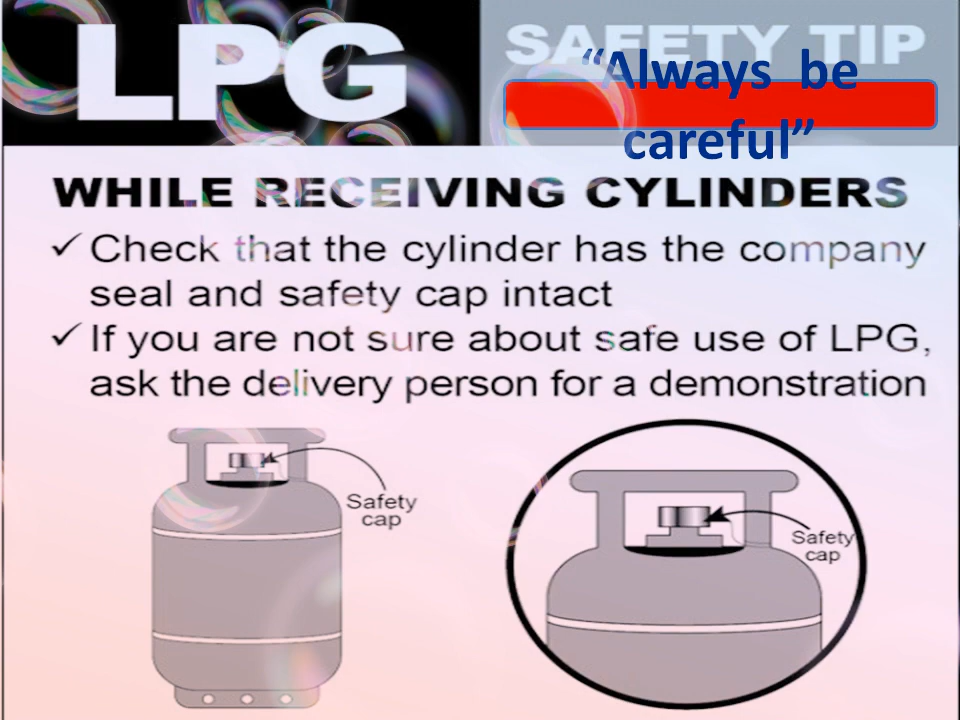 LPG
SAFETY TIP
“Always be
careful”
WHILE RECEIVING CYLINDERS
✓ Check that the cylinder has the company
seal and safety cap intact
✓ If you are not sure about safe use of LPG,
ask the delivery person for a demonstration
Safety
cap
Safety
cap